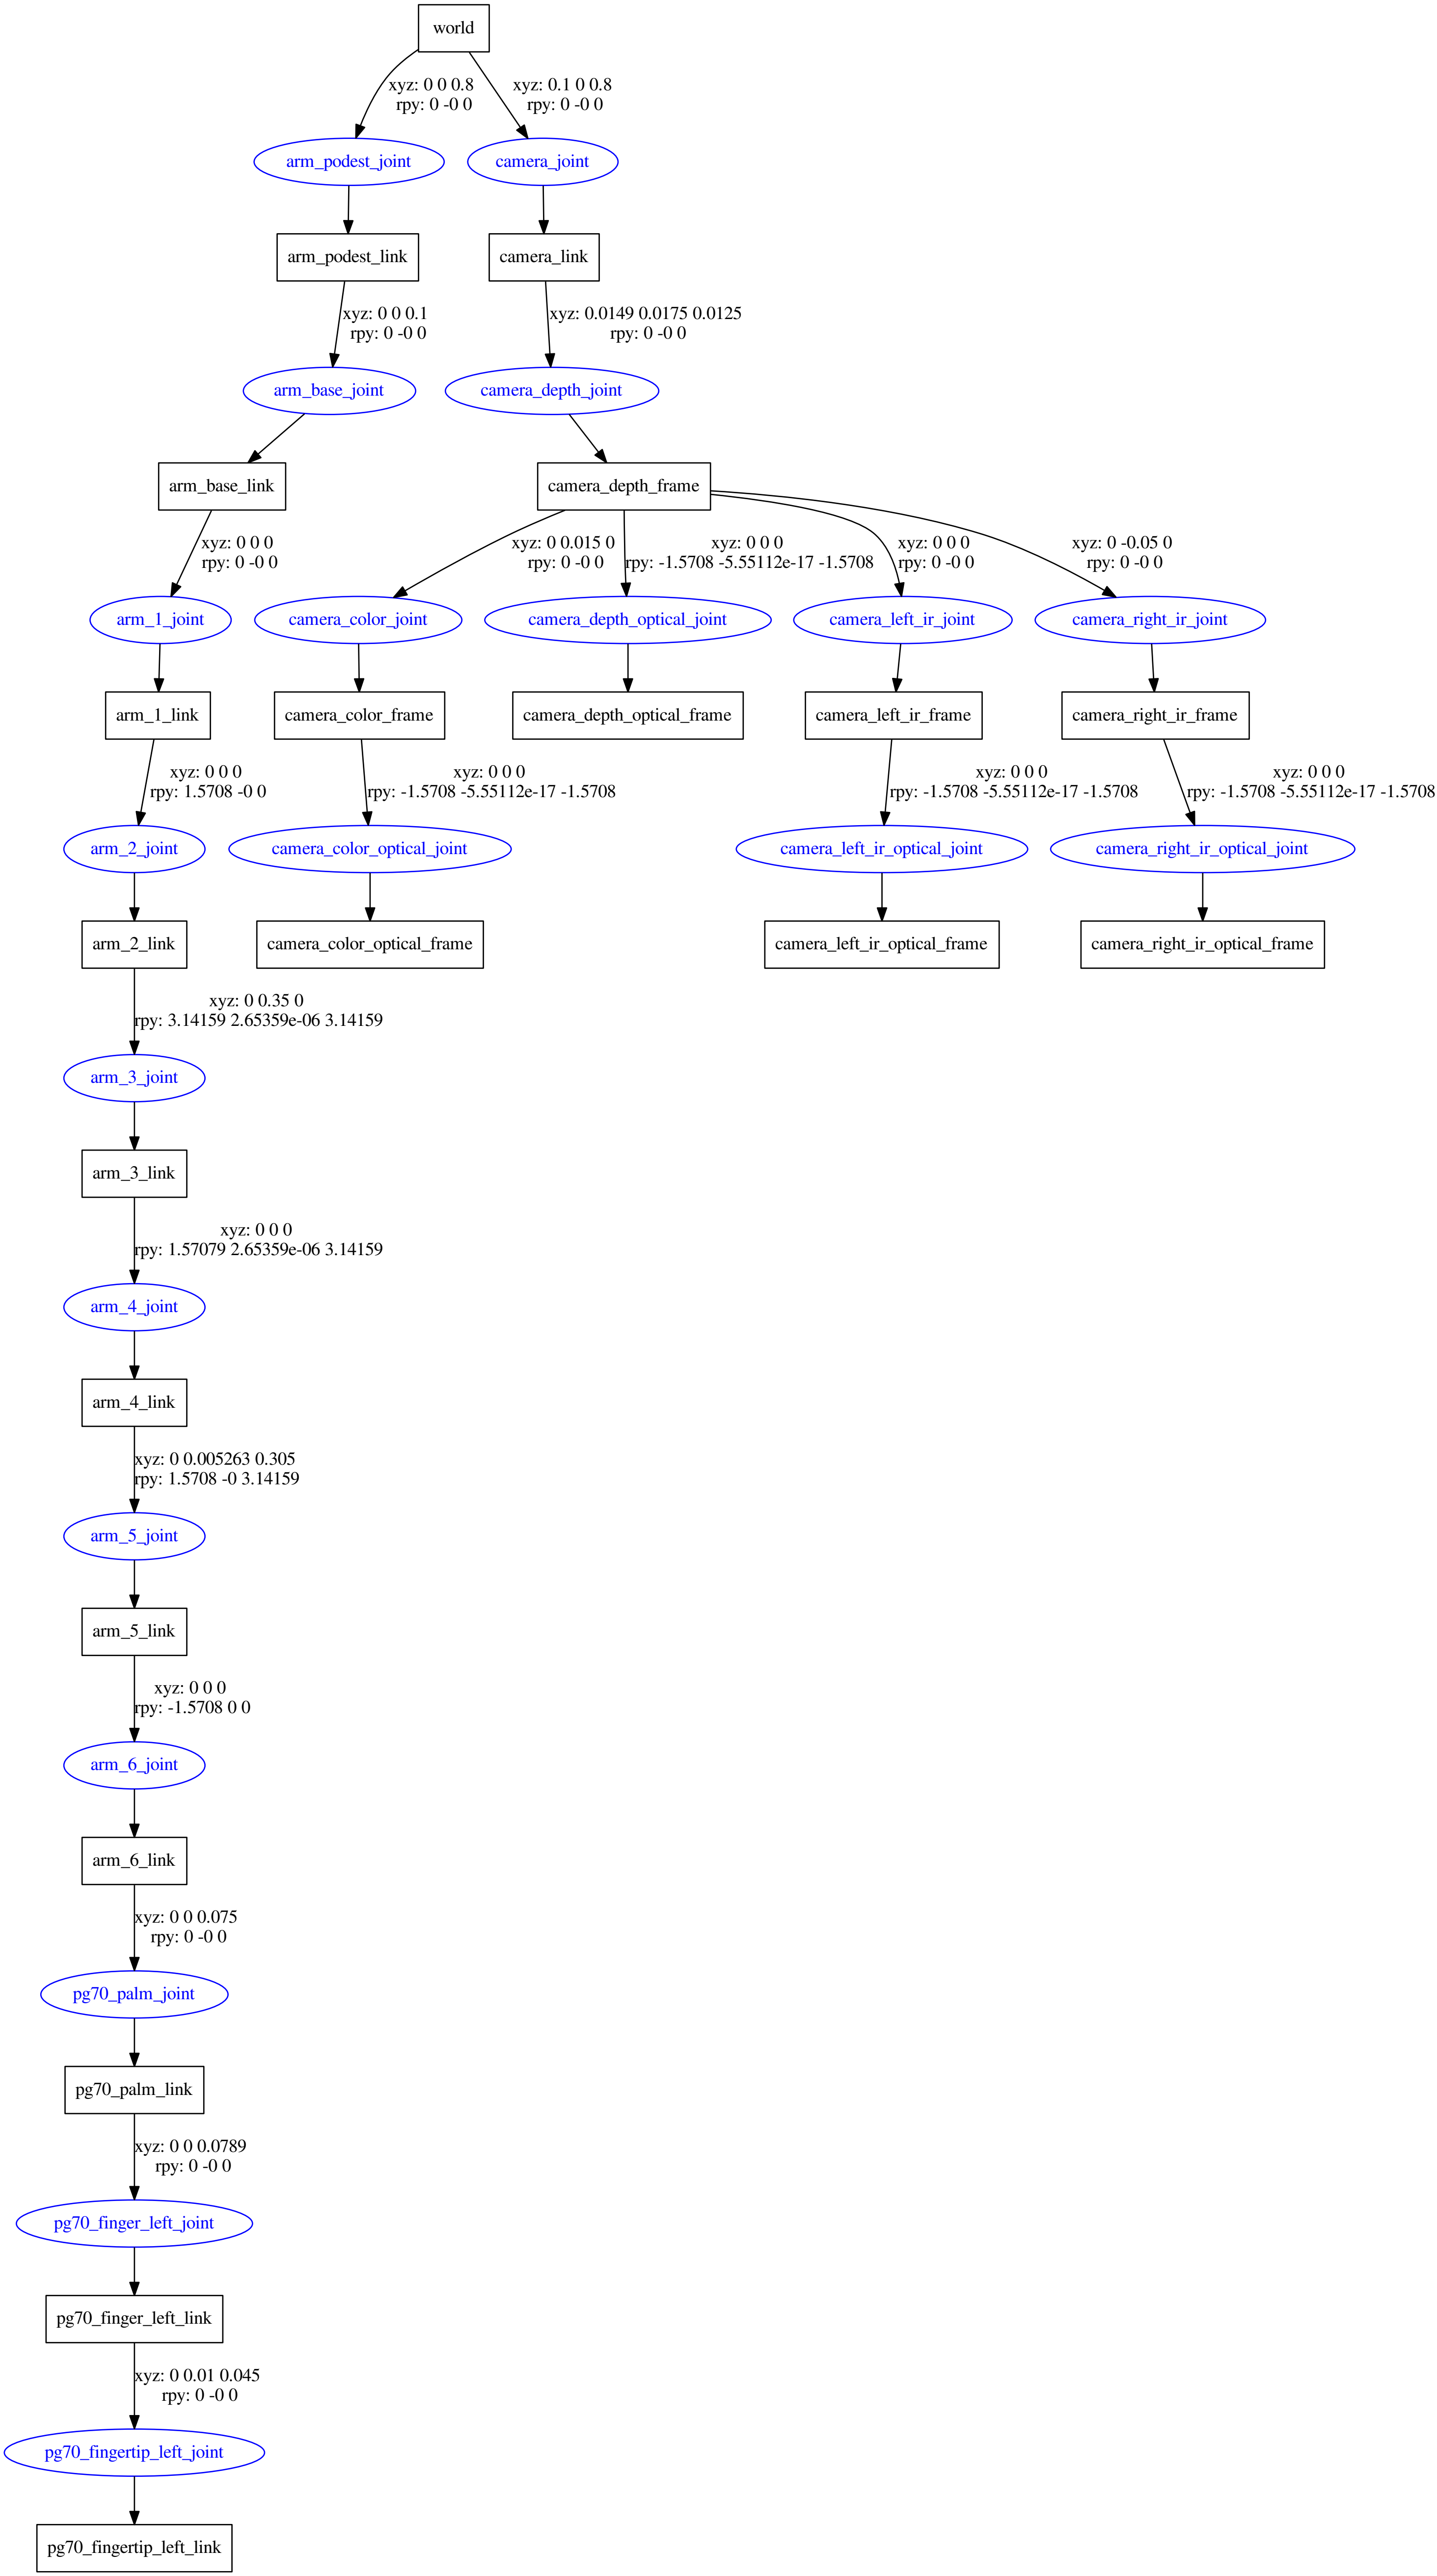 world
xyz: 0 0 0.8
rpy: 0 -0 0
xyz: 0.1 0 0.8
rpy: 0 -0 0
arm_podest_joint
camera_joint
arm_podest_link
camera_link
xyz: 0 0 0.1
rpy: 0 -0 0
xyz: 0.0149 0.0175 0.0125
rpy: 0 -0 0
arm_base_joint
camera_depth_joint
arm_base_link
camera_depth_frame
xyz: 0 0 0
rpy: 0 -0 0
xyz: 0 0.015 0
rpy: 0 -0 0
xyz: 0 0 0
rpy: -1.5708 -5.55112e-17 -1.5708
xyz: 0 0 0
rpy: 0 -0 0
xyz: 0 -0.05 0
rpy: 0 -0 0
arm_1_joint
camera_color_joint
camera_depth_optical_joint
camera_left_ir_joint
camera_right_ir_joint
arm_1_link
camera_color_frame
camera_depth_optical_frame
camera_left_ir_frame
camera_right_ir_frame
xyz: 0 0 0
rpy: 1.5708 -0 0
xyz: 0 0 0
rpy: -1.5708 -5.55112e-17 -1.5708
xyz: 0 0 0
rpy: -1.5708 -5.55112e-17 -1.5708
xyz: 0 0 0
rpy: -1.5708 -5.55112e-17 -1.5708
arm_2_joint
camera_color_optical_joint
camera_left_ir_optical_joint
camera_right_ir_optical_joint
arm_2_link
camera_color_optical_frame
camera_left_ir_optical_frame
camera_right_ir_optical_frame
xyz: 0 0.35 0
rpy: 3.14159 2.65359e-06 3.14159
arm_3_joint
arm_3_link
xyz: 0 0 0
rpy: 1.57079 2.65359e-06 3.14159
arm_4_joint
arm_4_link
xyz: 0 0.005263 0.305
rpy: 1.5708 -0 3.14159
arm_5_joint
arm_5_link
xyz: 0 0 0
rpy: -1.5708 0 0
arm_6_joint
arm_6_link
xyz: 0 0 0.075
rpy: 0 -0 0
pg70_palm_joint
pg70_palm_link
xyz: 0 0 0.0789
rpy: 0 -0 0
pg70_finger_left_joint
pg70_finger_left_link
xyz: 0 0.01 0.045
rpy: 0 -0 0
pg70_fingertip_left_joint
pg70_fingertip_left_link